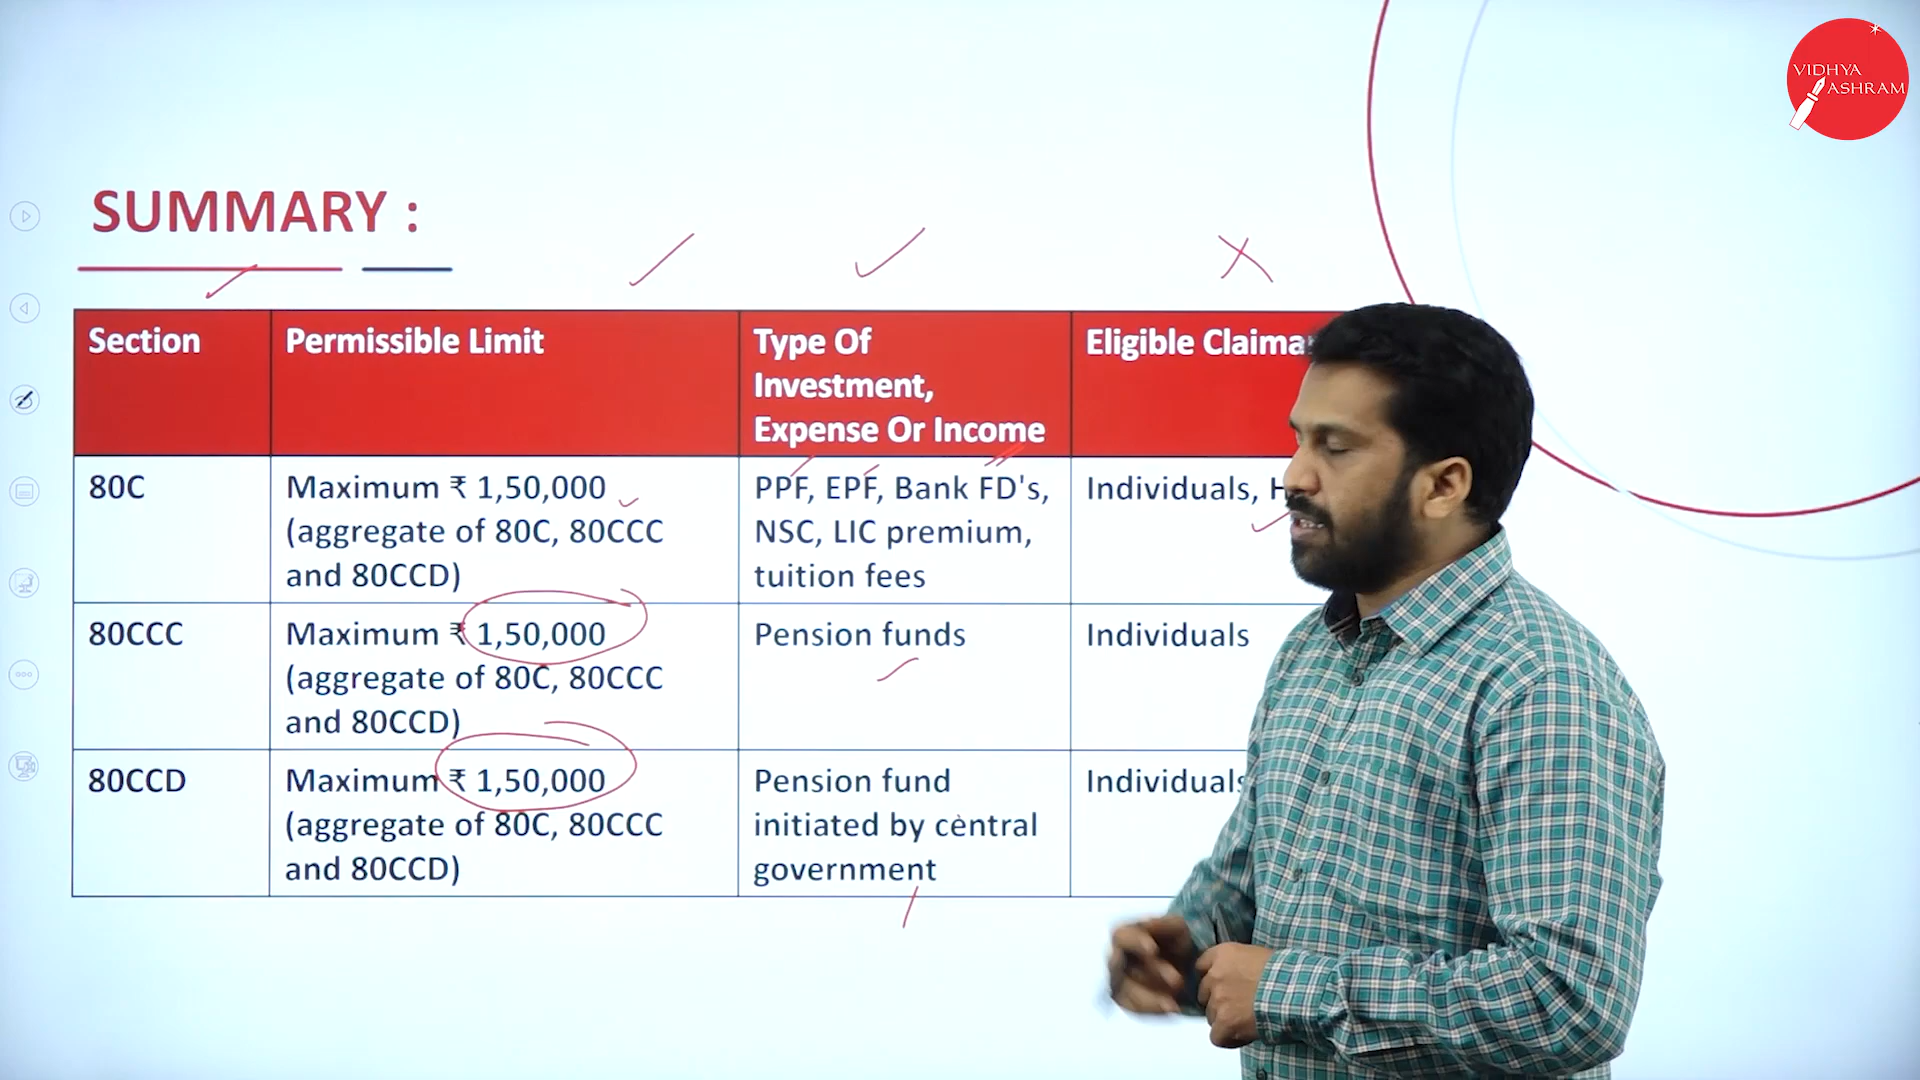 VIDHYA
ASHRAM
SUMMARY :
Section
Permissible Limit
Type Of
Investment,
Expense Or Income
Eligible
80C
Maximum ₹ 1,50,000
(aggregate of 80C, 80CCC
and 80CCD)
PPF, EPF, Bank FD's,
NSC, LIC premium,
tuition fees
Individuals,
80CCC
Maximum ₹ 1,50,000
(aggregate of 80C, 80CCC
and 80CCD)
Pension funds
Individuals
80CCD
Maximum ₹ 1,50,000
(aggregate of 80C, 80CCC
and 80CCD)
Pension fund
initiated by central
government
Individuals